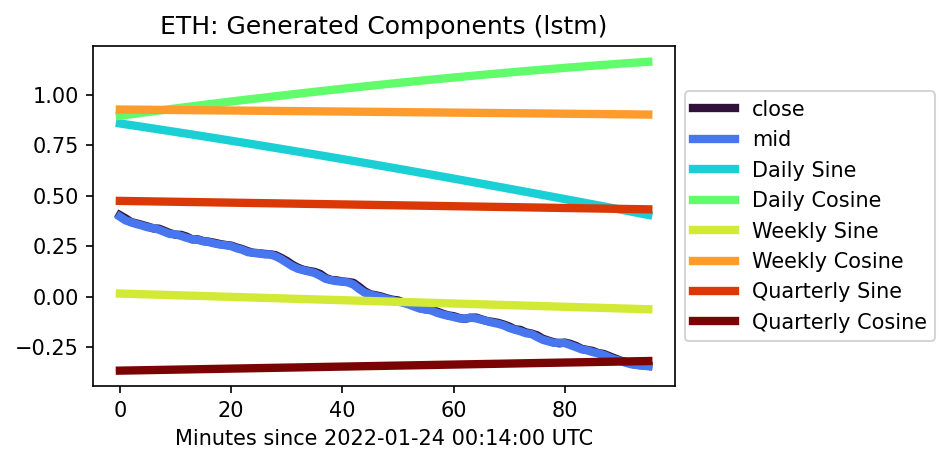 ETH: Generated Components (lstm)
1.00
0.75
0.50
0.25
0.00
−0.25
0 20 40 60 80
Minutes since 2022-01-24 00:14:00 UTC
close
mid
Daily Sine
Daily Cosine
Weekly Sine
Weekly Cosine
Quarterly Sine
Quarterly Cosine